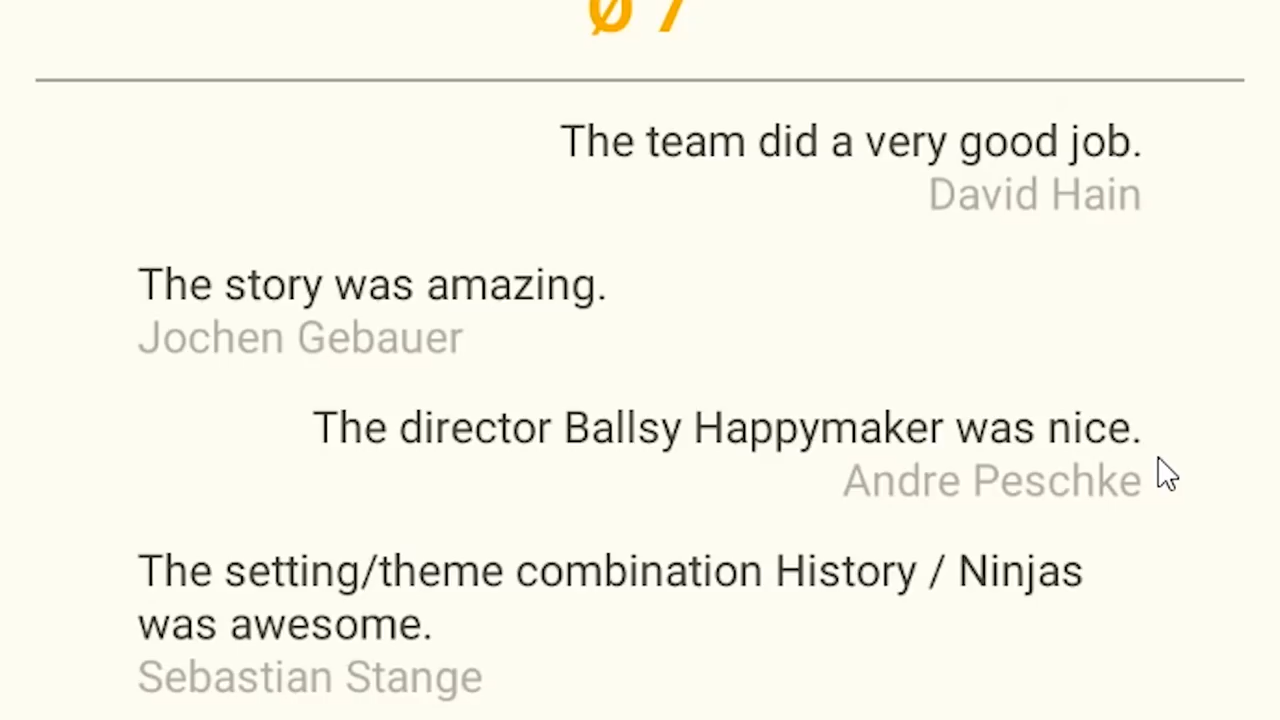 Ø 7
The team did a very good job.
David Hain
The story was amazing.
Jochen Gebauer
The director Ballsy Happymaker was nice.
Andre Peschke
The setting/theme combination History / Ninjas
was awesome.
Sebastian Stange